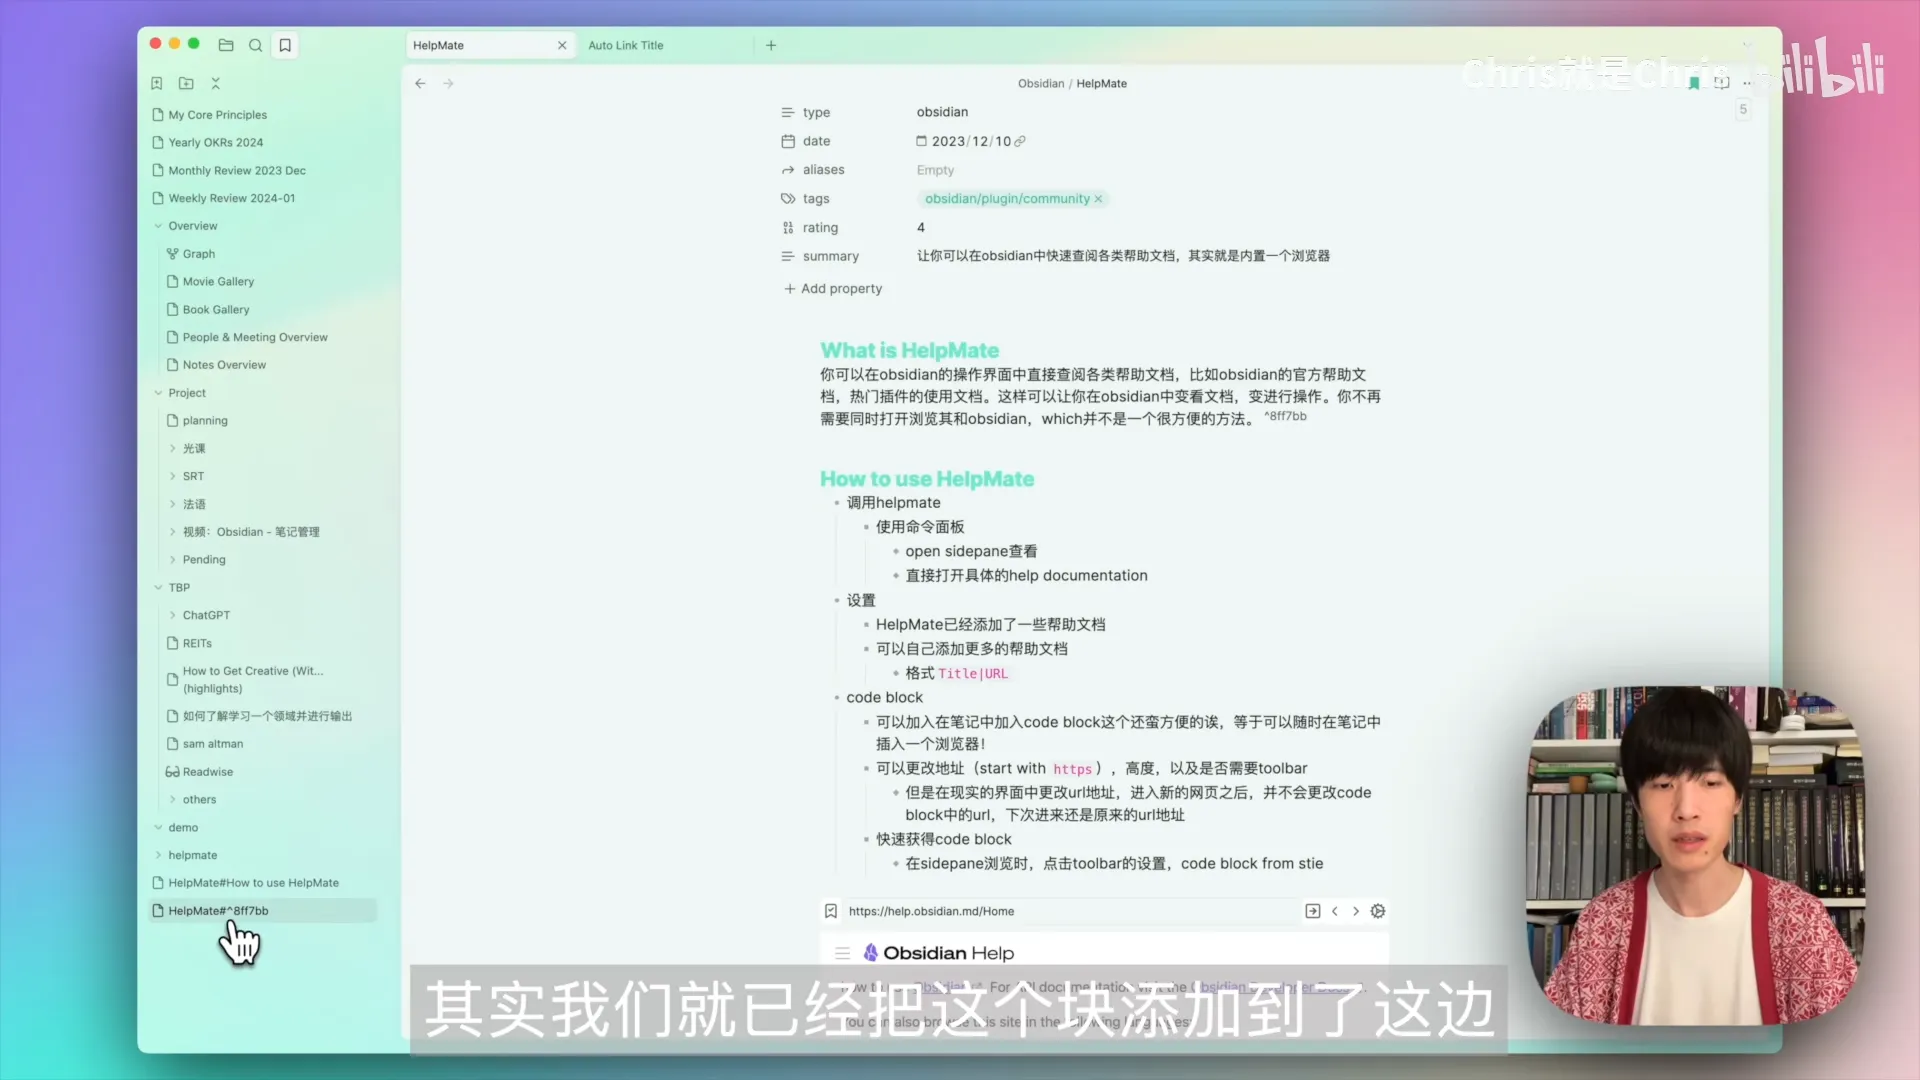 HelpMate
Auto Link Title
Chris就是Chris
bilibili
Obsidian / HelpMate
5
My Core Principles
Yearly OKRs 2024
Monthly Review 2023 Dec
Weekly Review 2024-01
Overview
Graph
Movie Gallery
Book Gallery
People & Meeting Overview
Notes Overview
Project
planning
光课
SRT
法语
视频：Obsidian - 笔记管理
Pending
TBP
ChatGPT
REITs
How to Get Creative (Wit...
(highlights)
如何了解学习一个领域并进行输出
sam altman
Readwise
others
demo
helpmate
HelpMate#How to use HelpMate
HelpMate#^8ff7bb
type obsidian
date 2023/12/10
aliases Empty
tags obsidian/plugin/community
rating 4
summary 让你可以在obsidian中快速查阅各类帮助文档，其实就是内置一个浏览器
Add property
What is HelpMate
你可以在obsidian的操作界面中直接查阅各类帮助文档，比如obsidian的官方帮助文
档，热门插件的使用文档。这样可以让你在obsidian中变看文档，变进行操作。你不再
需要同时打开浏览其和obsidian，which并不是一个很方便的方法。 ^8ff7bb
How to use HelpMate
调用helpmate
使用命令面板
open sidepane查看
直接打开具体的help documentation
设置
HelpMate已经添加了一些帮助文档
可以自己添加更多的帮助文档
格式 Title|URL
code block
可以加入在笔记中加入code block这个还蛮方便的诶，等于可以随时在笔记中
插入一个浏览器！
可以更改地址（start with https），高度，以及是否需要toolbar
但是在现实的界面中更改url地址，进入新的网页之后，并不会更改code
block中的url，下次进来还是原来的url地址
快速获得code block
在sidepane浏览时，点击toolbar的设置，code block from stie
https://help.obsidian.md/Home
Obsidian Help
其实我们就已经把这个块添加到了这边